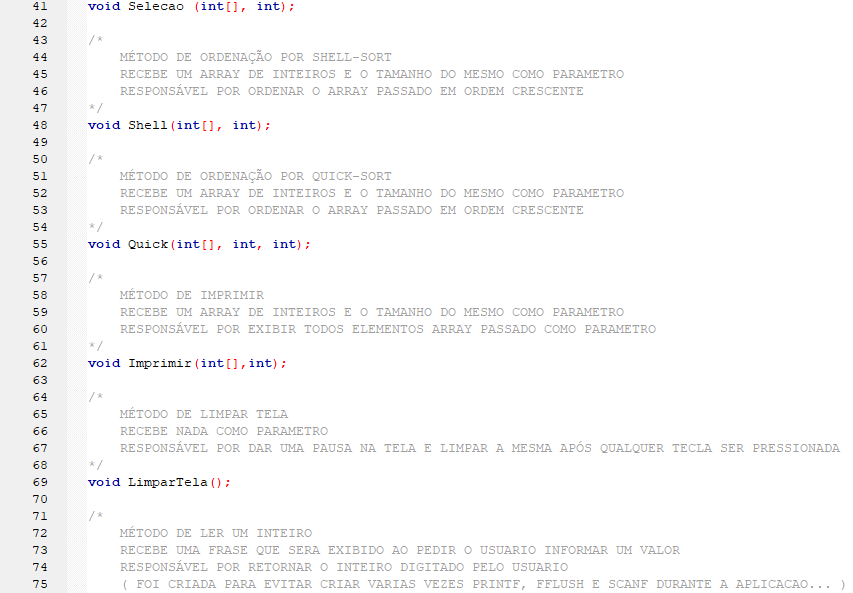 41 void Selecao (int[], int);
42
43 /*
44 MÉTODO DE ORDENAÇÃO POR SHELL-SORT
45 RECEBE UM ARRAY DE INTEIROS E O TAMANHO DO MESMO COMO PARAMETRO
46 RESPONSÁVEL POR ORDENAR O ARRAY PASSADO EM ORDEM CRESCENTE
47 */
48 void Shell(int[], int);
49
50 /*
51 MÉTODO DE ORDENAÇÃO POR QUICK-SORT
52 RECEBE UM ARRAY DE INTEIROS E O TAMANHO DO MESMO COMO PARAMETRO
53 RESPONSÁVEL POR ORDENAR O ARRAY PASSADO EM ORDEM CRESCENTE
54 */
55 void Quick(int[], int, int);
56
57 /*
58 MÉTODO DE IMPRIMIR
59 RECEBE UM ARRAY DE INTEIROS E O TAMANHO DO MESMO COMO PARAMETRO
60 RESPONSÁVEL POR EXIBIR TODOS ELEMENTOS ARRAY PASSADO COMO PARAMETRO
61 */
62 void Imprimir(int[],int);
63
64 /*
65 MÉTODO DE LIMPAR TELA
66 RECEBE NADA COMO PARAMETRO
67 RESPONSÁVEL POR DAR UMA PAUSA NA TELA E LIMPAR A MESMA APÓS QUALQUER TECLA SER PRESSIONADA
68 */
69 void LimparTela();
70
71 /*
72 MÉTODO DE LER UM INTEIRO
73 RECEBE UMA FRASE QUE SERA EXIBIDO AO PEDIR O USUARIO INFORMAR UM VALOR
74 RESPONSÁVEL POR RETORNAR O INTEIRO DIGITADO PELO USUARIO
75 ( FOI CRIADA PARA EVITAR CRIAR VARIAS VEZES PRINTF, FFLUSH E SCANF DURANTE A APLICACAO... )